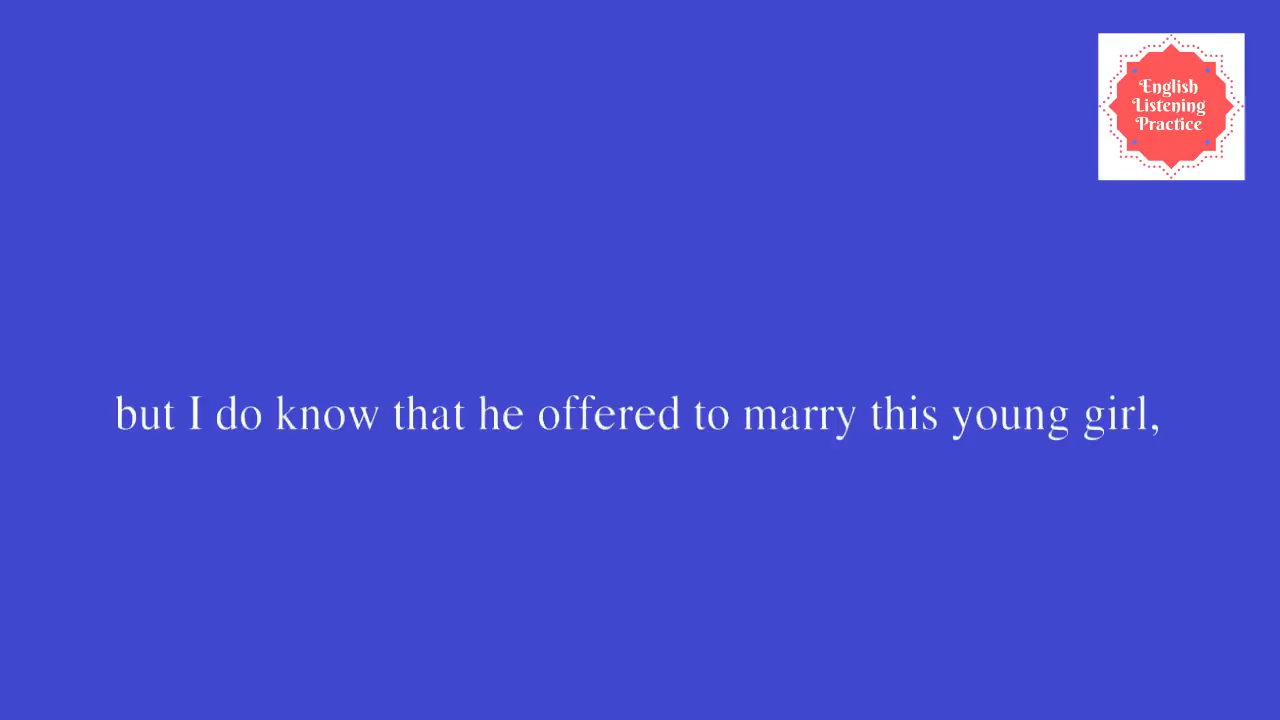 English
Listening
Practice
but I do know that he offered to marry this young girl,